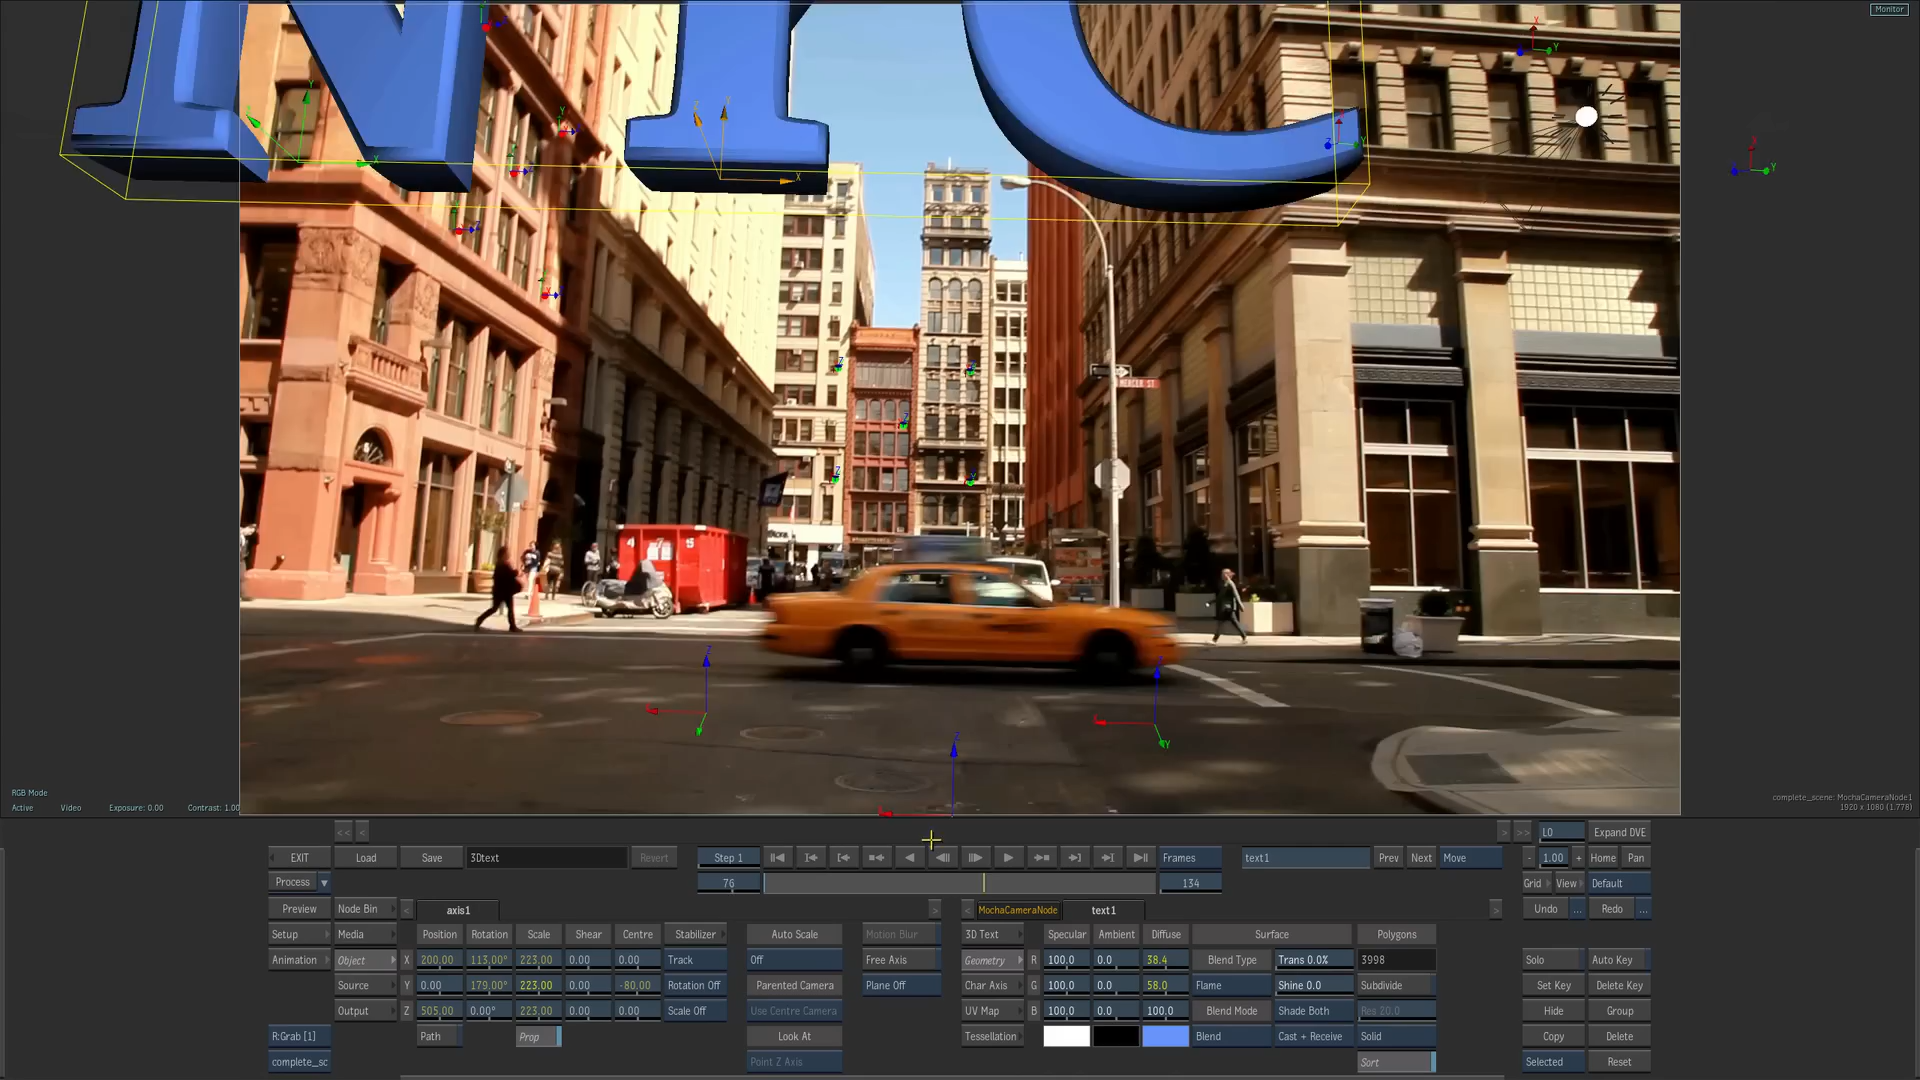 Monitor
NIC
MERCER ST
RGB Mode
Active Video Exposure: 0.00 Contrast: 1.00
complete_scene: MochaCameraNode1
1920 x 1080 (1.778)
<< < > >> L0 Expand DVE
EXIT Load Save 3Dtext Revert Step 1 Frames text1 Prev Next Move - 1.00 + Home Pan
Process 76 134 Grid View Default
Preview Node Bin < axis1 > < MochaCameraNode text1 > Undo ... Redo ...
Setup Media Position Rotation Scale Shear Centre Stabilizer Auto Scale Motion Blur 3D Text Specular Ambient Diffuse Surface Polygons
Animation Object X 200.00 113.00° 223.00 0.00 0.00 Track Off Free Axis Geometry R 100.0 0.0 38.4 Blend Type Trans 0.0% 3998 Solo Auto Key
Source Y 0.00 179.00° 223.00 0.00 -80.00 Rotation Off Parented Camera Plane Off Char Axis G 100.0 0.0 58.0 Flame Shine 0.0 Subdivide Set Key Delete Key
Output Z 505.00 0.00° 223.00 0.00 0.00 Scale Off Use Centre Camera UV Map B 100.0 0.0 100.0 Blend Mode Shade Both Res 20.0 Hide Group
R:Grab [1] Path Prop Look At Tessellation Blend Cast + Receive Solid Copy Delete
complete_sc Point Z Axis Sort Selected Reset